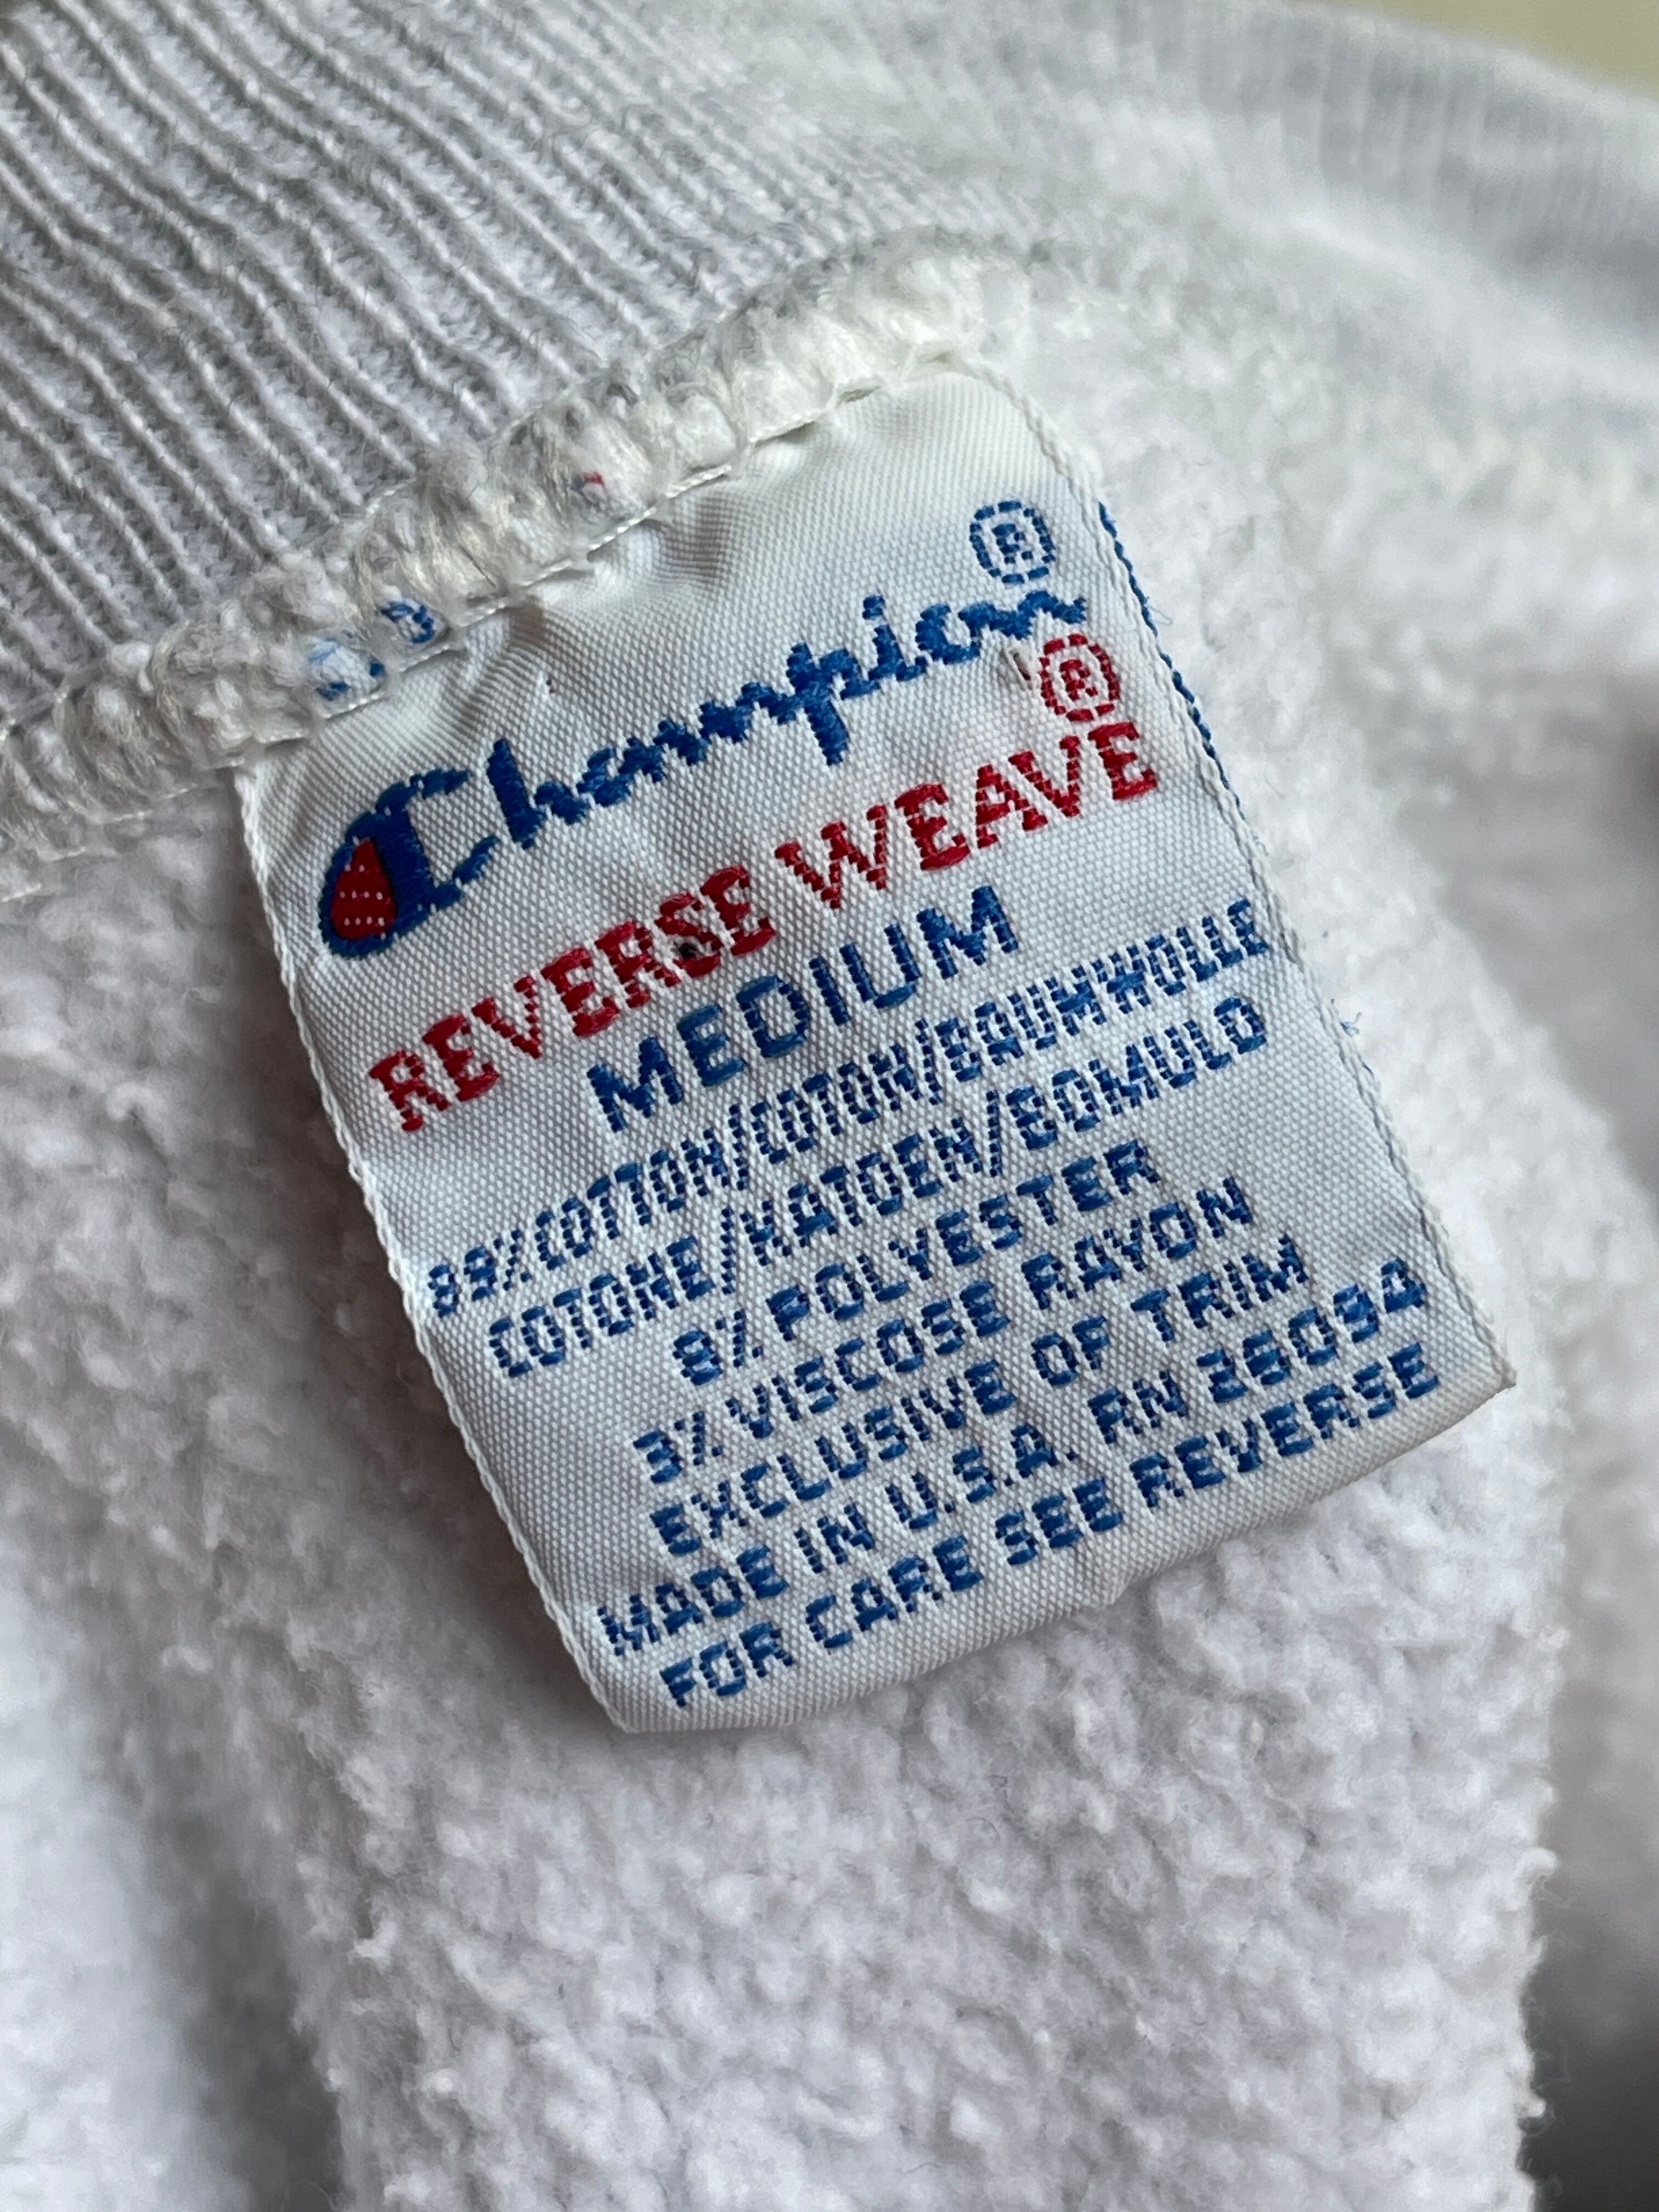 ®
Champion
®
REVERSE WEAVE
MEDIUM
89% COTTON/COTON/BAUMWOLLE
COTONE/KATOEN/BOMULD
8% POLYESTER
3% VISCOSE RAYON
EXCLUSIVE OF TRIM
MADE IN U.S.A. RN 26094
FOR CARE SEE REVERSE